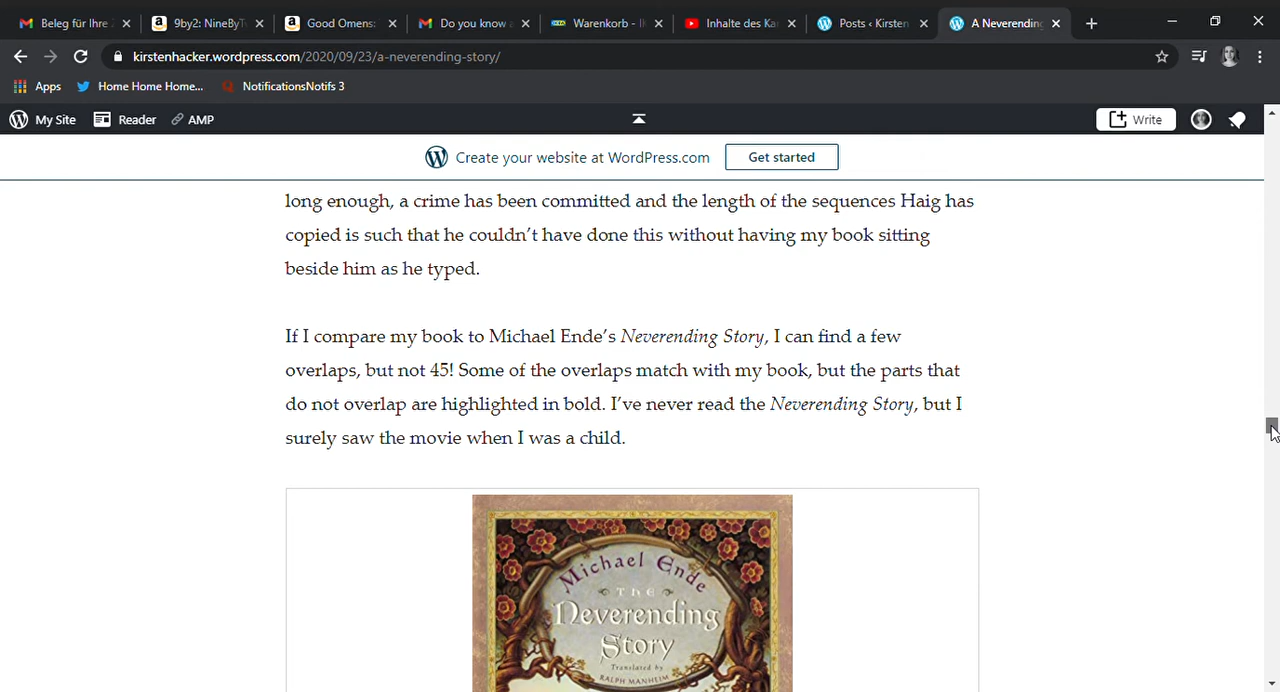 Beleg für Ihre
9by2: NineByT
Good Omens:
Do you know a
Warenkorb - I
Inhalte des Ka
Posts ‹ Kirsten
A Neverending
kirstenhacker.wordpress.com/2020/09/23/a-neverending-story/
Apps
Home Home Home...
NotificationsNotifs 3
My Site
Reader
AMP
Write
Create your website at WordPress.com
Get started
long enough, a crime has been committed and the length of the sequences Haig has
copied is such that he couldn't have done this without having my book sitting
beside him as he typed.
If I compare my book to Michael Ende's Neverending Story, I can find a few
overlaps, but not 45! Some of the overlaps match with my book, but the parts that
do not overlap are highlighted in bold. I've never read the Neverending Story, but I
surely saw the movie when I was a child.
Michael Ende
THE
Neverending
Story
Translated by
RALPH MANHEIM